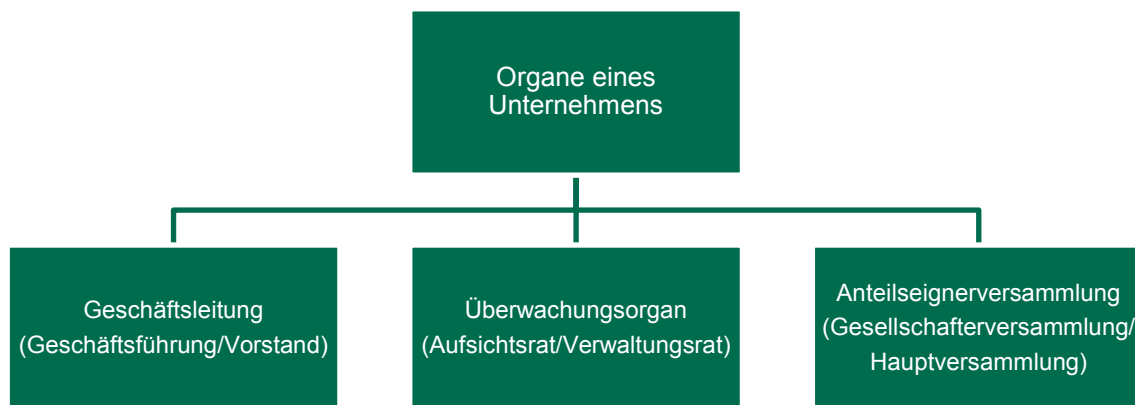 Organe eines
Unternehmens
Geschäftsleitung
(Geschäftsführung/Vorstand)
Überwachungsorgan
(Aufsichtsrat/Verwaltungsrat)
Anteilseignerversammlung
(Gesellschafterversammlung/
Hauptversammlung)